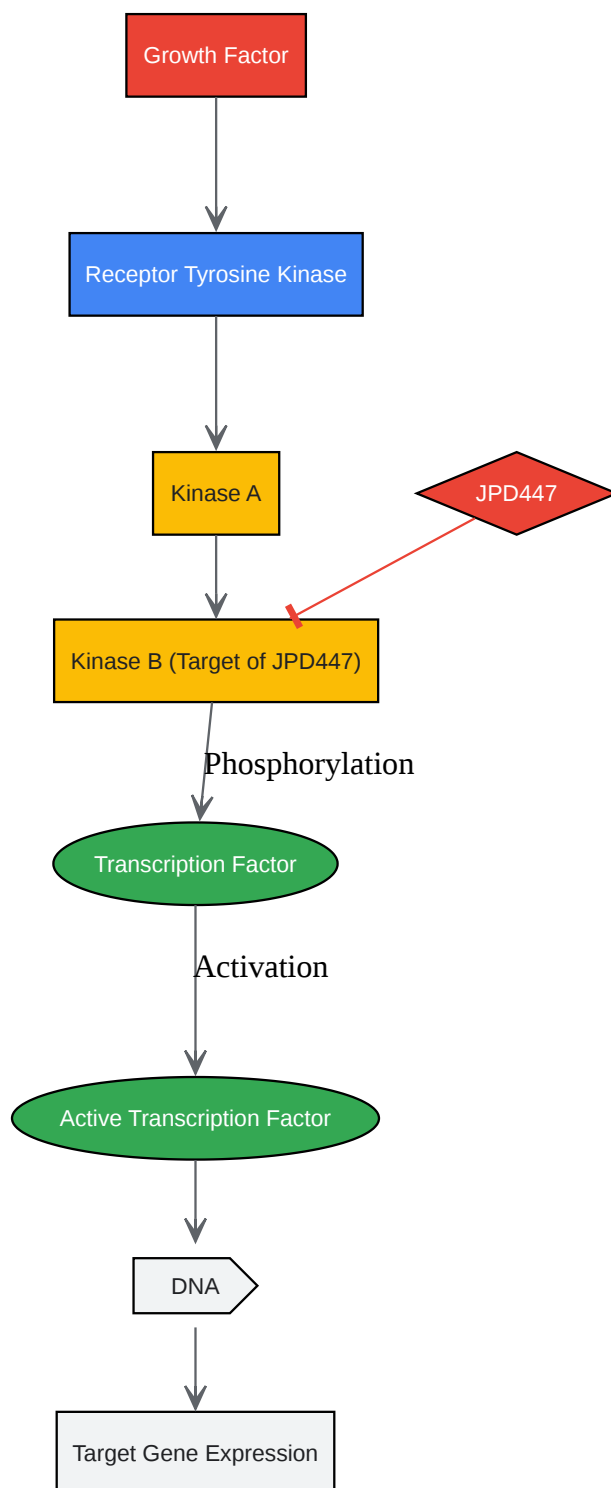 Growth Factor
Receptor Tyrosine Kinase
Kinase A
JPD447
Kinase B (Target of JPD447)
Phosphorylation
Transcription Factor
Activation
Active Transcription Factor
DNA
Target Gene Expression